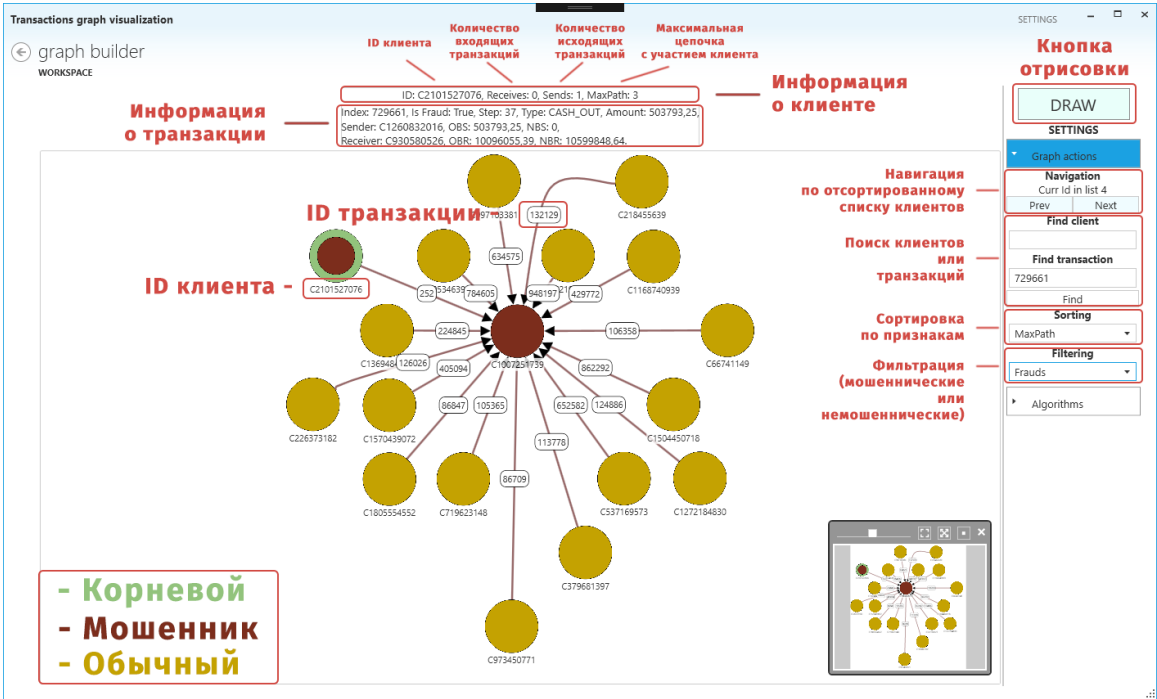 Transactions graph visualization
SETTINGS
graph builder
WORKSPACE
ID клиента
Количество
входящих
транзакций
Количество
исходящих
транзакций
Максимальная
цепочка
с участием клиента
Кнопка
отрисовки
ID: C2101527076, Receives: 0, Sends: 1, MaxPath: 3
Информация
о клиенте
Информация
о транзакции
Index: 729661, Is Fraud: True, Step: 37, Type: CASH_OUT, Amount: 503793,25,
Sender: C1260832016, OBS: 503793,25, NBS: 0,
Receiver: C930580526, OBR: 10096055,39, NBR: 10599848,64.
DRAW
SETTINGS
Graph actions
Navigation
Curr Id in list 4
Prev
Next
Навигация
по отсортированному
списку клиентов
Find client
Find transaction
729661
Find
Поиск клиентов
или
транзакций
Sorting
MaxPath
Сортировка
по признакам
Filtering
Frauds
Фильтрация
(мошеннические
или
немошеннические)
Algorithms
ID транзакции -
132129
C218455639
634575
ID клиента -
C2101527076
252
784605
948197
429772
C1168740939
224845
106358
C66741149
126026
C1007251739
405094
862292
C226373182
86847
105365
652582
124886
C1570439072
C1504450718
113778
86709
C1805554552
C719623148
C537169573
C1272184830
C379681397
C973450771
- Корневой
- Мошенник
- Обычный